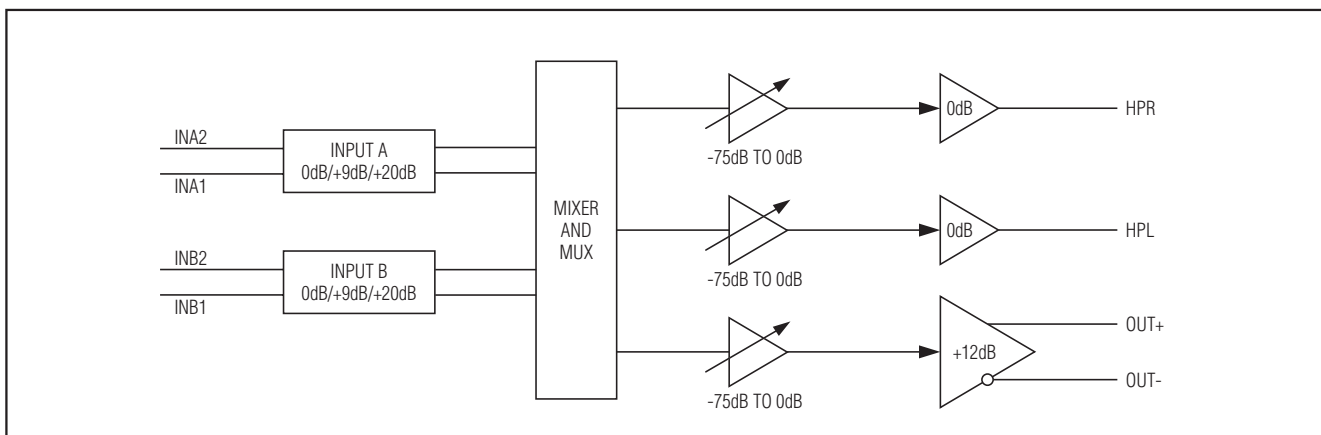 INA2
INA1
INPUT A
0dB/+9dB/+20dB
INB2
INB1
INPUT B
0dB/+9dB/+20dB
MIXER
AND
MUX
-75dB TO 0dB
0dB
HPR
-75dB TO 0dB
0dB
HPL
-75dB TO 0dB
+12dB
OUT+
OUT-